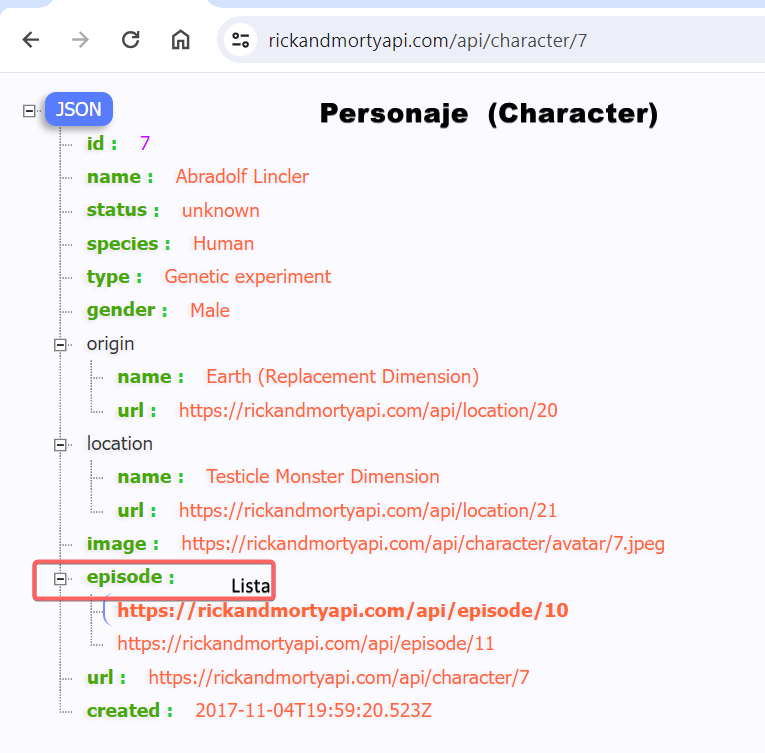 rickandmortyapi.com/api/character/7
JSON
Personaje (Character)
id : 7
name : Abradolf Lincler
status : unknown
species : Human
type : Genetic experiment
gender : Male
origin
name : Earth (Replacement Dimension)
url : https://rickandmortyapi.com/api/location/20
location
name : Testicle Monster Dimension
url : https://rickandmortyapi.com/api/location/21
image : https://rickandmortyapi.com/api/character/avatar/7.jpeg
episode : Lista
https://rickandmortyapi.com/api/episode/10
https://rickandmortyapi.com/api/episode/11
url : https://rickandmortyapi.com/api/character/7
created : 2017-11-04T19:59:20.523Z